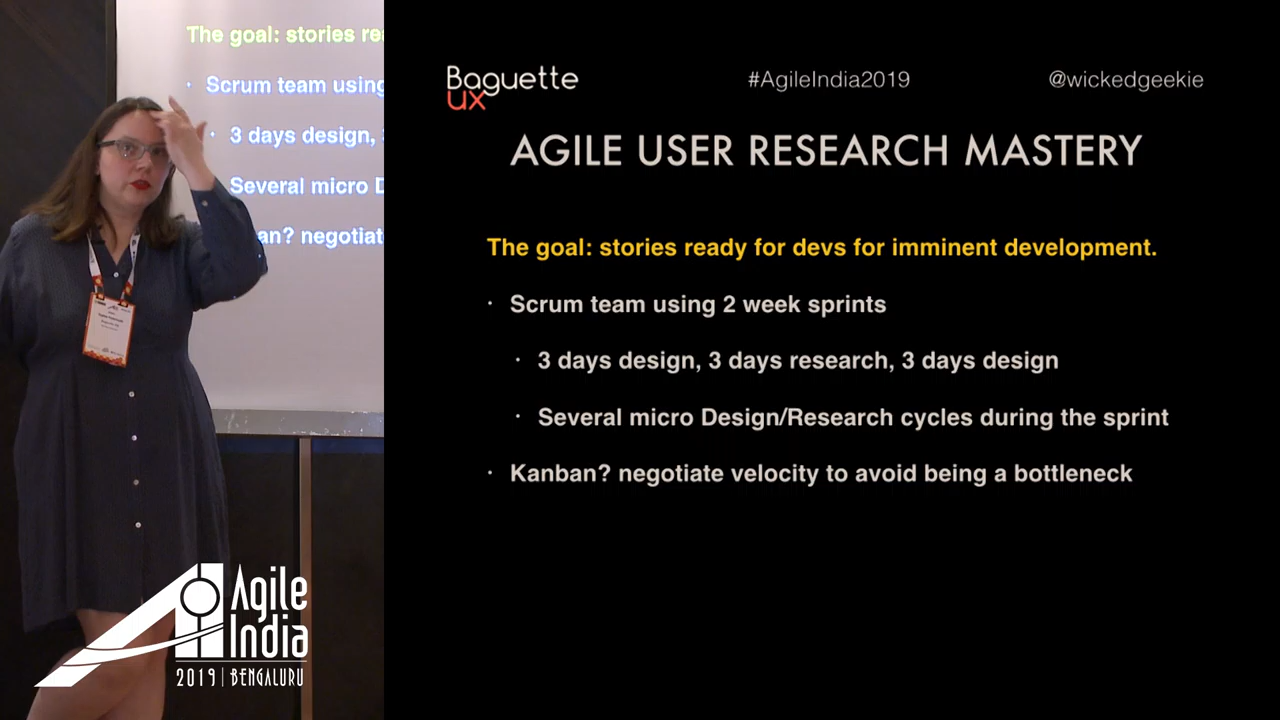 The goal: stories re
· Scrum team using
· 3 days design, 3
Several micro D
an? negotiat
Agile
India
2019 | BENGALURU
Baguette
ux
#AgileIndia2019
@wickedgeekie
AGILE USER RESEARCH MASTERY
The goal: stories ready for devs for imminent development.
· Scrum team using 2 week sprints
· 3 days design, 3 days research, 3 days design
· Several micro Design/Research cycles during the sprint
· Kanban? negotiate velocity to avoid being a bottleneck